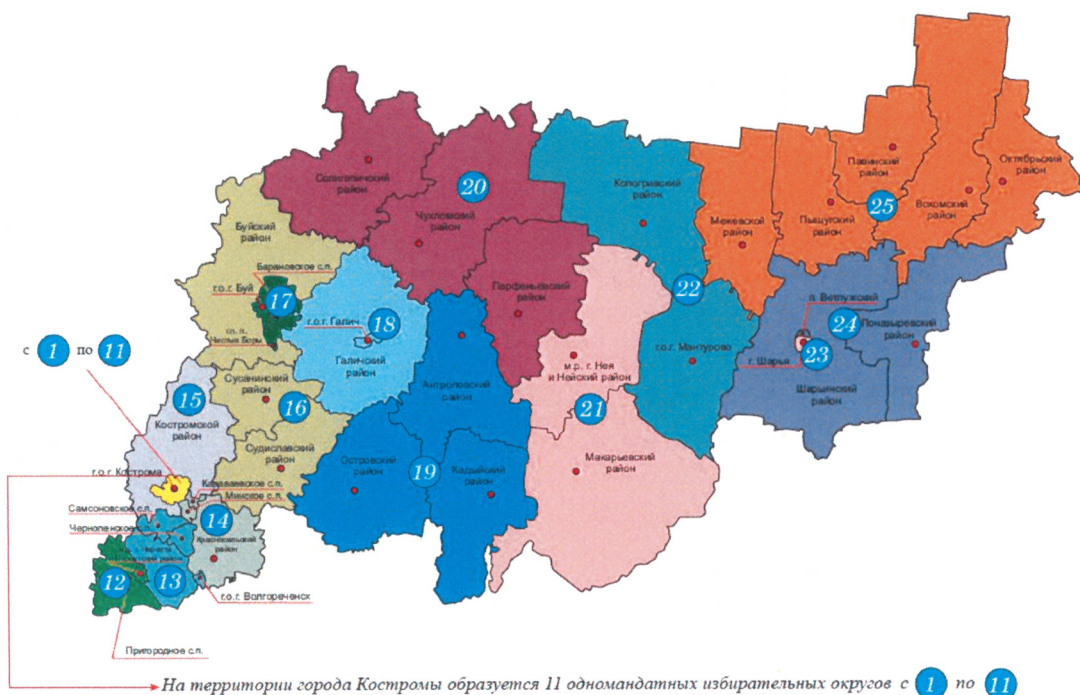 Солигаличский
район
20
Чухломский
район
Кологривский
район
Межевской
район
Пыщугский
район
Павинский
район
25
Вохомский
район
Октябрьский
район
Буйский
район
Барановское с.п.
г.о.г. Буй
17
г.п. п.
Чистые Боры
г.о.г. Галич
18
Галичский
район
Парфеньевский
район
22
г.о.г. Мантурово
п. Ветлужский
24
Поназыревский
район
г. Шарья
23
Шарьинский
район
с 1 по 11
Сусанинский
район
16
Антроповский
район
м.р. г. Нея
и Нейский район
21
15
Костромской
район
Судиславский
район
Островский
район
19
Кадыйский
район
Макарьевский
район
г.о.г. Кострома
Караваевское с.п.
Минское с.п.
Самсоновское с.п.
14
Чернопенское с.п.
Красносельский
район
12
13
г.о.г. Волгореченск
Пригородное с.п.
На территории города Костромы образуется 11 одномандатных избирательных округов с 1 по 11